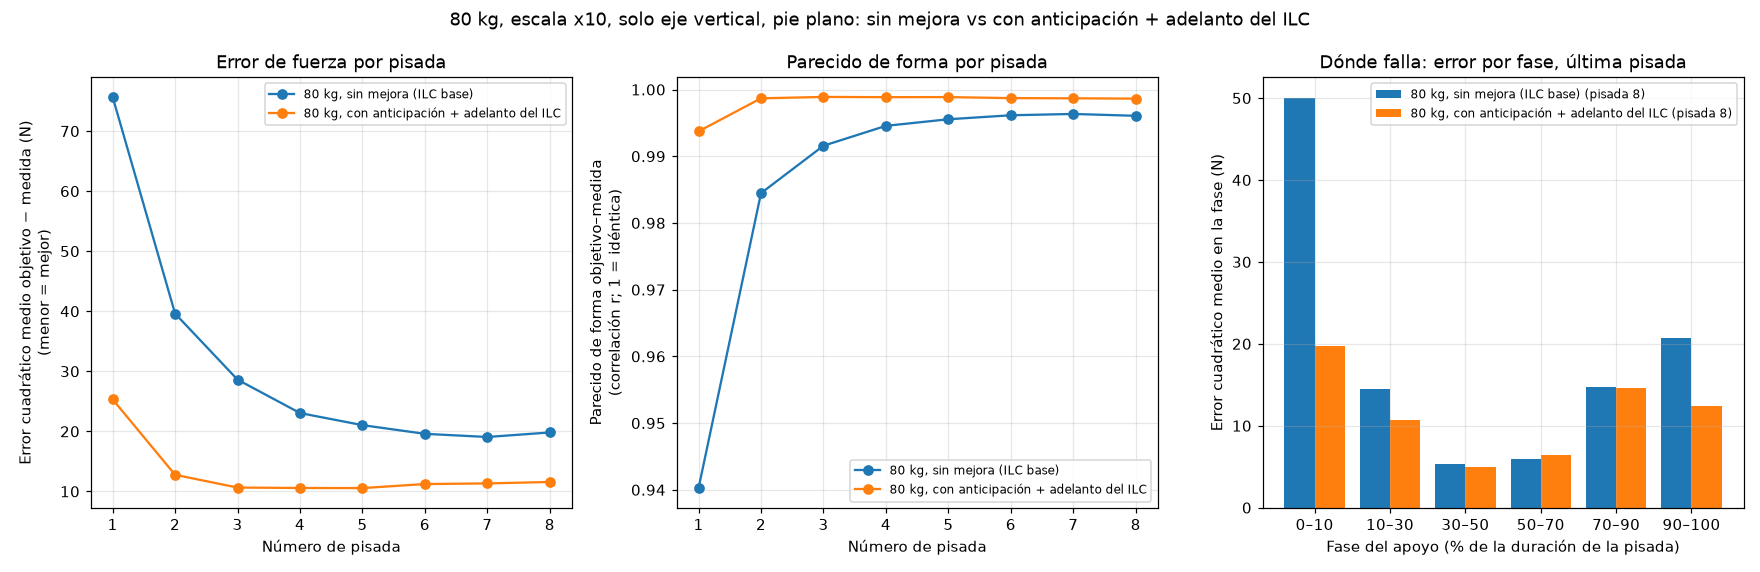 80 kg, escala x10, solo eje vertical, pie plano: sin mejora vs con anticipación + adelanto del ILC
Error de fuerza por pisada
Error cuadrático medio objetivo − medida (N)
(menor = mejor)
70
60
50
40
30
20
10
80 kg, sin mejora (ILC base)
80 kg, con anticipación + adelanto del ILC
1 2 3 4 5 6 7 8
Número de pisada
Parecido de forma por pisada
Parecido de forma objetivo–medida
(correlación r; 1 = idéntica)
1.00
0.99
0.98
0.97
0.96
0.95
0.94
80 kg, sin mejora (ILC base)
80 kg, con anticipación + adelanto del ILC
1 2 3 4 5 6 7 8
Número de pisada
Dónde falla: error por fase, última pisada
Error cuadrático medio en la fase (N)
50
40
30
20
10
0
80 kg, sin mejora (ILC base) (pisada 8)
80 kg, con anticipación + adelanto del ILC (pisada 8)
0–10 10–30 30–50 50–70 70–90 90–100
Fase del apoyo (% de la duración de la pisada)